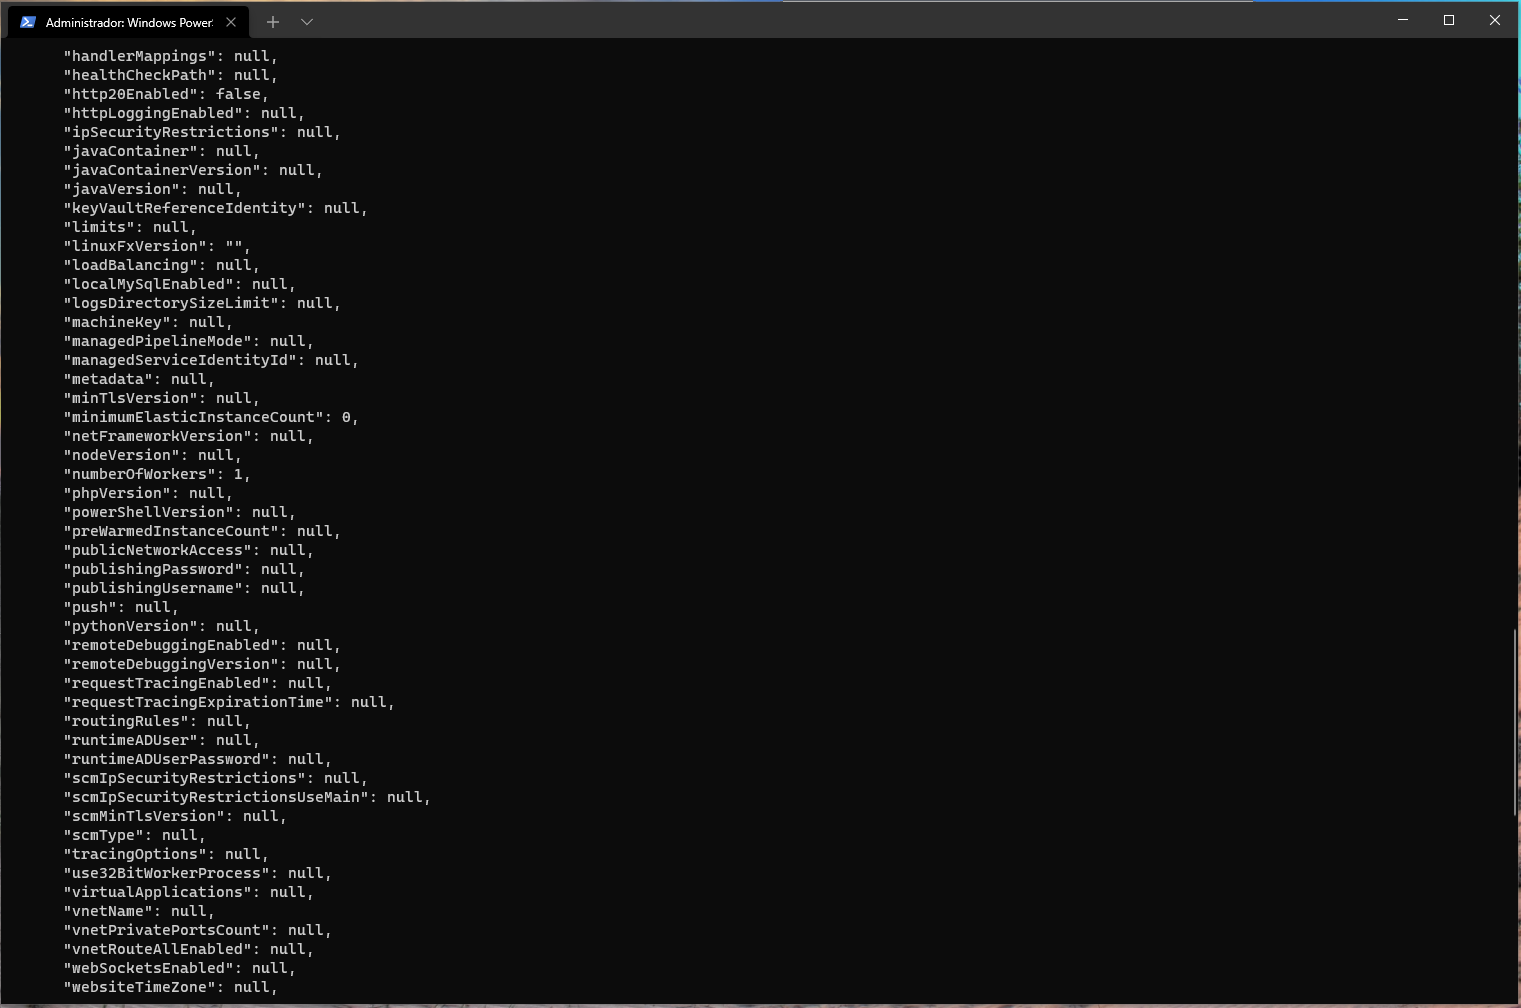 Administrador: Windows Power
"handlerMappings": null,
"healthCheckPath": null,
"http20Enabled": false,
"httpLoggingEnabled": null,
"ipSecurityRestrictions": null,
"javaContainer": null,
"javaContainerVersion": null,
"javaVersion": null,
"keyVaultReferenceIdentity": null,
"limits": null,
"linuxFxVersion": "",
"loadBalancing": null,
"localMySqlEnabled": null,
"logsDirectorySizeLimit": null,
"machineKey": null,
"managedPipelineMode": null,
"managedServiceIdentityId": null,
"metadata": null,
"minTlsVersion": null,
"minimumElasticInstanceCount": 0,
"netFrameworkVersion": null,
"nodeVersion": null,
"numberOfWorkers": 1,
"phpVersion": null,
"powerShellVersion": null,
"preWarmedInstanceCount": null,
"publicNetworkAccess": null,
"publishingPassword": null,
"publishingUsername": null,
"push": null,
"pythonVersion": null,
"remoteDebuggingEnabled": null,
"remoteDebuggingVersion": null,
"requestTracingEnabled": null,
"requestTracingExpirationTime": null,
"routingRules": null,
"runtimeADUser": null,
"runtimeADUserPassword": null,
"scmIpSecurityRestrictions": null,
"scmIpSecurityRestrictionsUseMain": null,
"scmMinTlsVersion": null,
"scmType": null,
"tracingOptions": null,
"use32BitWorkerProcess": null,
"virtualApplications": null,
"vnetName": null,
"vnetPrivatePortsCount": null,
"vnetRouteAllEnabled": null,
"webSocketsEnabled": null,
"websiteTimeZone": null,